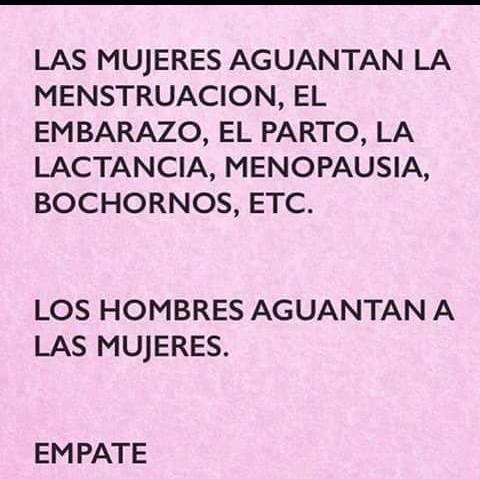 LAS MUJERES AGUANTAN LA
MENSTRUACION, EL
EMBARAZO, EL PARTO, LA
LACTANCIA, MENOPAUSIA,
BOCHORNOS, ETC.
LOS HOMBRES AGUANTAN A
LAS MUJERES.
EMPATE